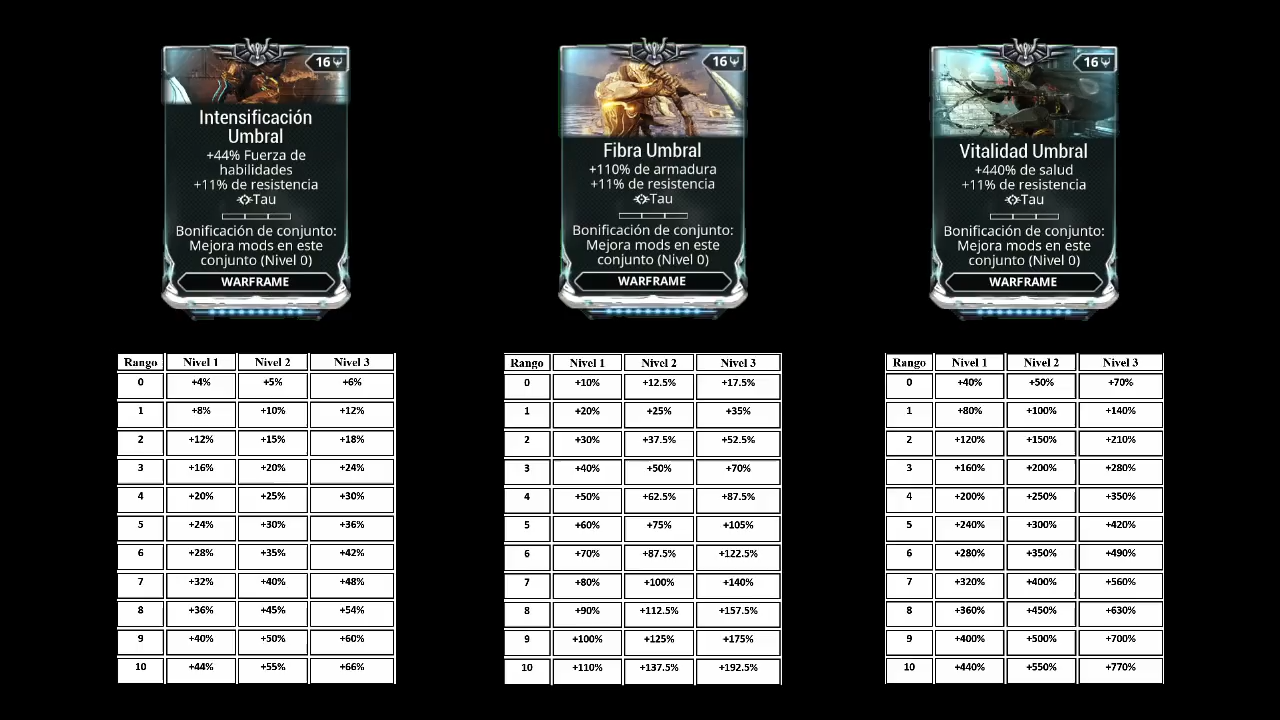 16
Intensificación
Umbral
+44% Fuerza de
habilidades
+11% de resistencia
Tau
Bonificación de conjunto:
Mejora mods en este
conjunto (Nivel 0)
WARFRAME
16
Fibra Umbral
+110% de armadura
+11% de resistencia
Tau
Bonificación de conjunto:
Mejora mods en este
conjunto (Nivel 0)
WARFRAME
16
Vitalidad Umbral
+440% de salud
+11% de resistencia
Tau
Bonificación de conjunto:
Mejora mods en este
conjunto (Nivel 0)
WARFRAME
Rango Nivel 1 Nivel 2 Nivel 3
0 +4% +5% +6%
1 +8% +10% +12%
2 +12% +15% +18%
3 +16% +20% +24%
4 +20% +25% +30%
5 +24% +30% +36%
6 +28% +35% +42%
7 +32% +40% +48%
8 +36% +45% +54%
9 +40% +50% +60%
10 +44% +55% +66%
Rango Nivel 1 Nivel 2 Nivel 3
0 +10% +12.5% +17.5%
1 +20% +25% +35%
2 +30% +37.5% +52.5%
3 +40% +50% +70%
4 +50% +62.5% +87.5%
5 +60% +75% +105%
6 +70% +87.5% +122.5%
7 +80% +100% +140%
8 +90% +112.5% +157.5%
9 +100% +125% +175%
10 +110% +137.5% +192.5%
Rango Nivel 1 Nivel 2 Nivel 3
0 +40% +50% +70%
1 +80% +100% +140%
2 +120% +150% +210%
3 +160% +200% +280%
4 +200% +250% +350%
5 +240% +300% +420%
6 +280% +350% +490%
7 +320% +400% +560%
8 +360% +450% +630%
9 +400% +500% +700%
10 +440% +550% +770%